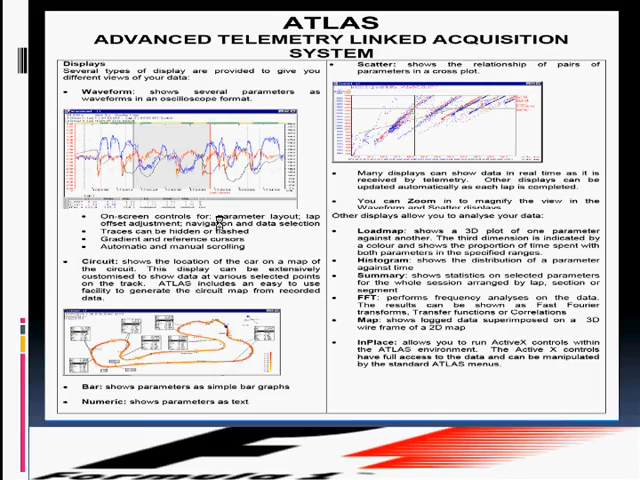 ATLAS
ADVANCED TELEMETRY LINKED ACQUISITION
SYSTEM
Displays
Several types of display are provided to give you
different views of your data:
• Waveform: shows several parameters as
waveforms in an oscilloscope format.
• On-screen controls for: parameter layout; lap
offset adjustment; navigation and data selection
• Traces can be hidden or flashed
• Gradient and reference cursors
• Automatic and manual scrolling
• Circuit: shows the location of the car on a map of
the circuit. This display can be extensively
customised to show data at various selected points
on the track. ATLAS includes an easy to use
facility to generate the circuit map from recorded
data.
• Bar: shows parameters as simple bar graphs
• Numeric: shows parameters as text
• Scatter: shows the relationship of pairs of
parameters in a cross plot.
• Many displays can show data in real time as it is
received by telemetry. Other displays can be
updated automatically as each lap is completed.
• You can Zoom in to magnify the view in the
Waveform and Scatter displays
Other displays allow you to analyse your data:
• Loadmap: shows a 3D plot of one parameter
against another. The third dimension is indicated by
a colour and shows the proportion of time spent with
both parameters in the specified ranges.
• Histogram: shows the distribution of a parameter
against time
• Summary: shows statistics on selected parameters
for the whole session arranged by lap, section or
segment
• FFT: performs frequency analyses on the data.
The results can be shown as Fast Fourier
transforms, Transfer functions or Correlations
• Map: shows logged data superimposed on a 3D
wire frame of a 2D map
• InPlace: allows you to run ActiveX controls within
the ATLAS environment. The Active X controls
have full access to the data and can be manipulated
by the standard ATLAS menus.
Formula 1